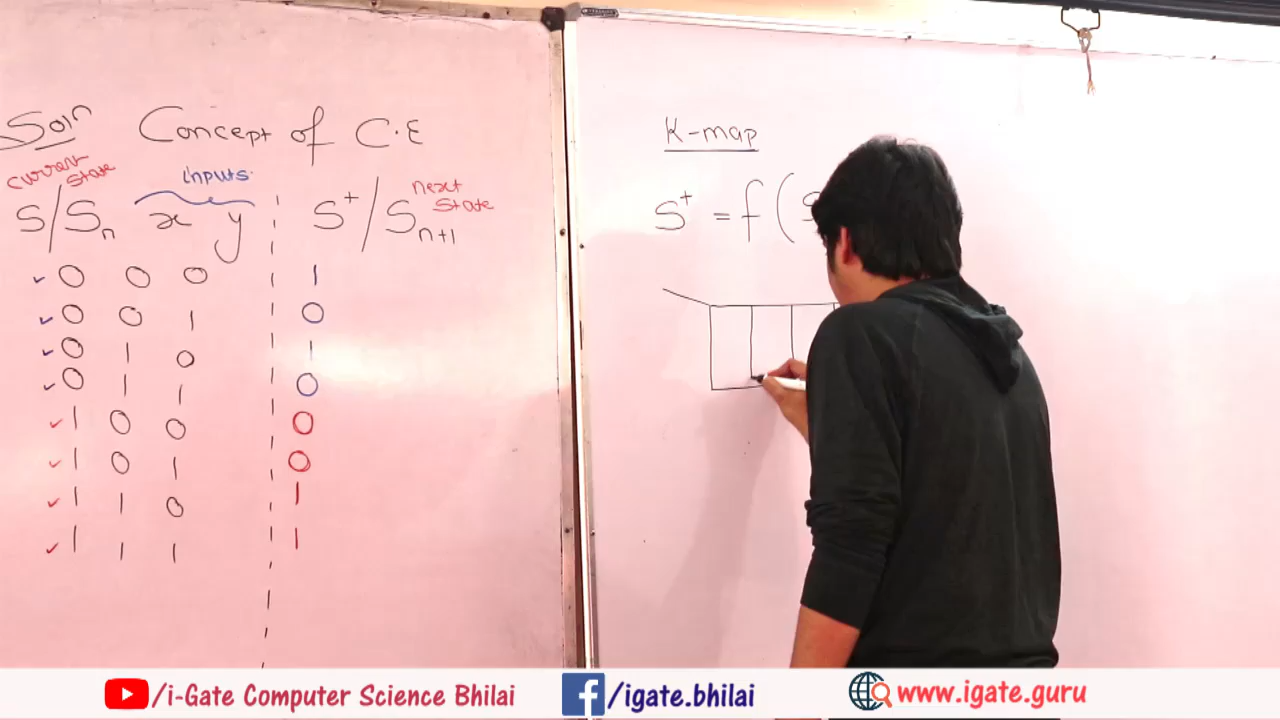 Solⁿ Concept of C.E
current state
inputs
next state
S/Sₙ x y S⁺/Sₙ₊₁
✓ 0 0 0 1
✓ 0 0 1 0
✓ 0 1 0 1
✓ 0 1 1 0
✓ 1 0 0 0
✓ 1 0 1 0
✓ 1 1 0 1
✓ 1 1 1 1
K-map
S⁺ = f(
/i-Gate Computer Science Bhilai
/igate.bhilai
www.igate.guru